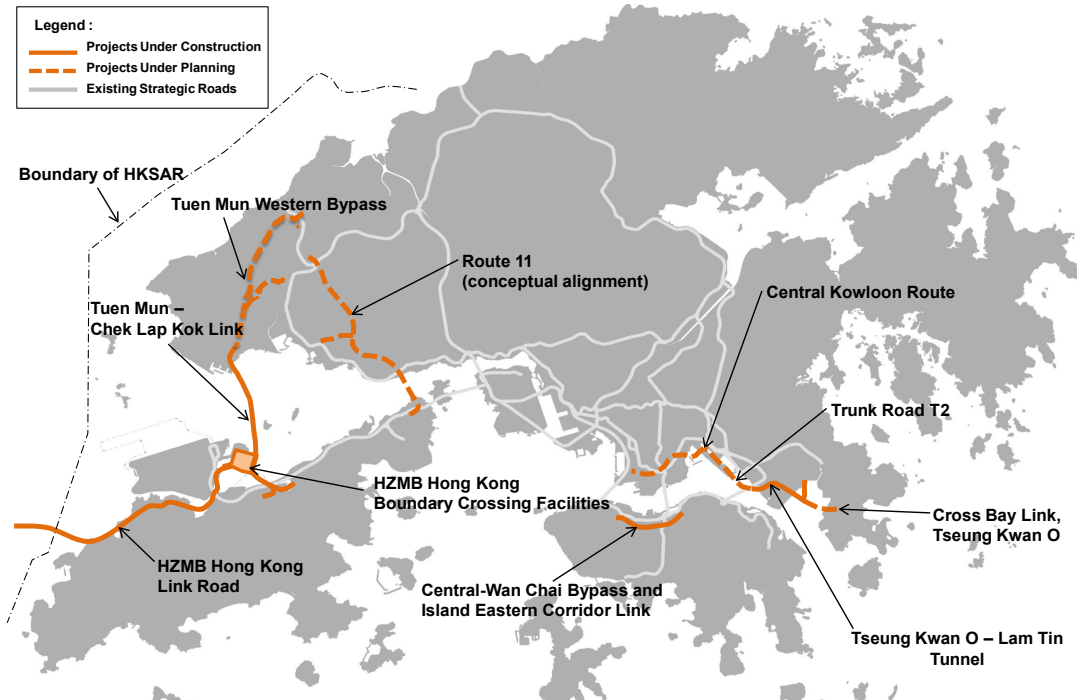 Legend :
Projects Under Construction
Projects Under Planning
Existing Strategic Roads
Boundary of HKSAR
Tuen Mun Western Bypass
Route 11
(conceptual alignment)
Central Kowloon Route
Tuen Mun –
Chek Lap Kok Link
Trunk Road T2
HZMB Hong Kong
Boundary Crossing Facilities
Cross Bay Link,
Tseung Kwan O
HZMB Hong Kong
Link Road
Central-Wan Chai Bypass and
Island Eastern Corridor Link
Tseung Kwan O – Lam Tin
Tunnel